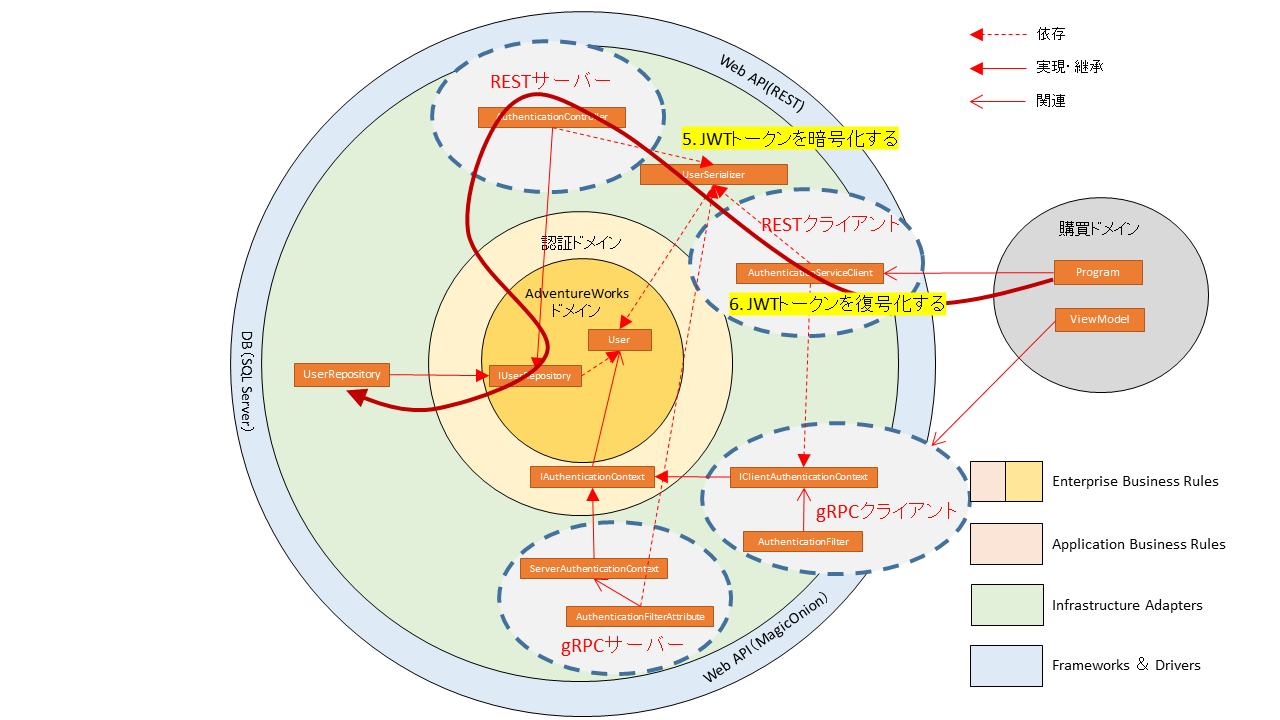 依存
実現・継承
関連
Web API(REST)
RESTサーバー
AuthenticationController
5. JWTトークンを暗号化する
UserSerializer
RESTクライアント
AuthenticationServiceClient
6. JWTトークンを復号化する
購買ドメイン
Program
ViewModel
認証ドメイン
AdventureWorks
ドメイン
User
IUserRepository
UserRepository
DB (SQL Server)
IAuthenticationContext
IClientAuthenticationContext
gRPCクライアント
AuthenticationFilter
ServerAuthenticationContext
AuthenticationFilterAttribute
gRPCサーバー
Web API (MagicOnion)
Enterprise Business Rules
Application Business Rules
Infrastructure Adapters
Frameworks ＆ Drivers